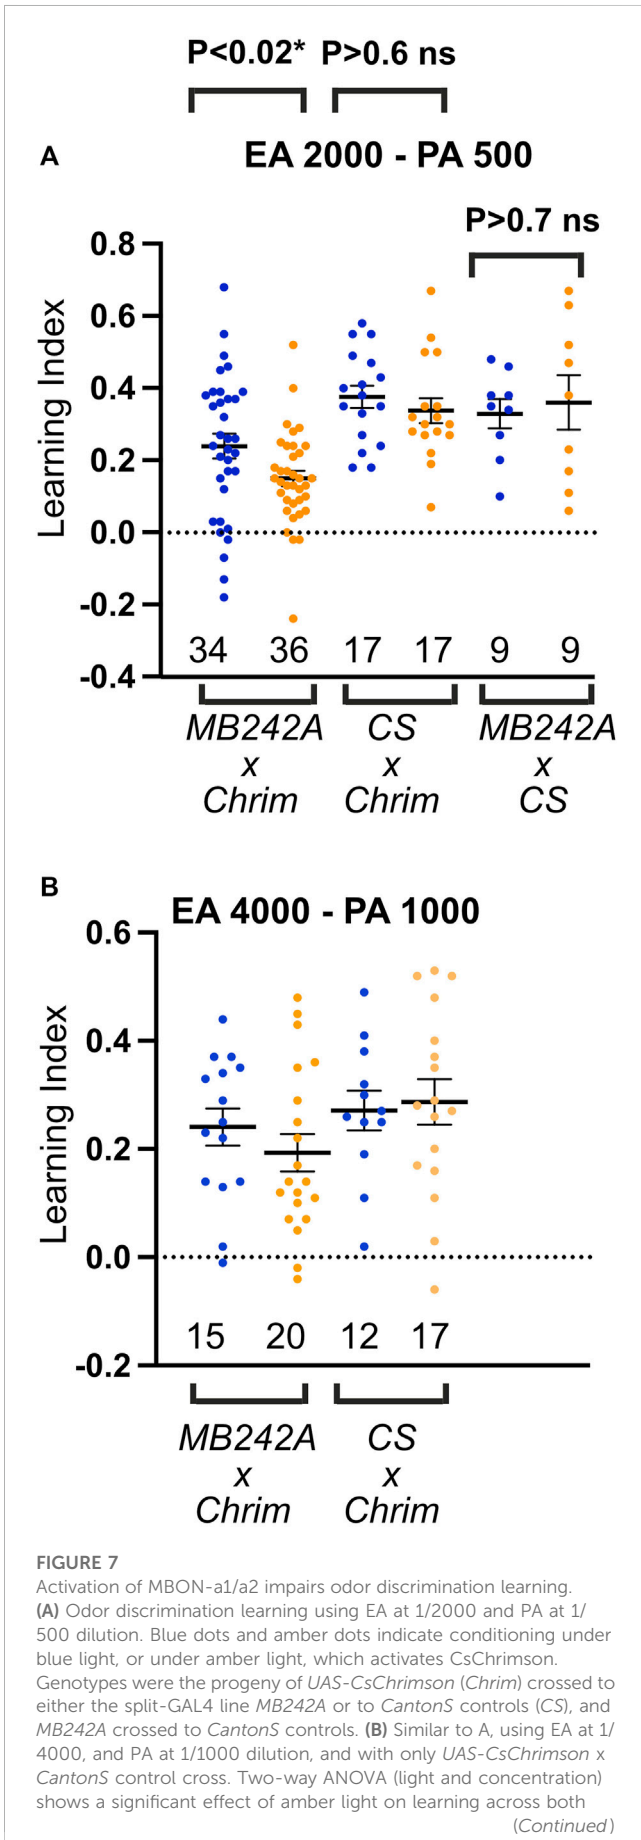 P<0.02* P>0.6 ns
A
EA 2000 - PA 500
P>0.7 ns
Learning Index
0.8
0.6
0.4
0.2
0.0
-0.2
-0.4
34 36 17 17 9 9
MB242A CS MB242A
x x x
Chrim Chrim CS
B
EA 4000 - PA 1000
Learning Index
0.6
0.4
0.2
0.0
-0.2
15 20 12 17
MB242A CS
x x
Chrim Chrim
FIGURE 7
Activation of MBON-a1/a2 impairs odor discrimination learning.
(A) Odor discrimination learning using EA at 1/2000 and PA at 1/
500 dilution. Blue dots and amber dots indicate conditioning under
blue light, or under amber light, which activates CsChrimson.
Genotypes were the progeny of UAS-CsChrimson (Chrim) crossed to
either the split-GAL4 line MB242A or to CantonS controls (CS), and
MB242A crossed to CantonS controls. (B) Similar to A, using EA at 1/
4000, and PA at 1/1000 dilution, and with only UAS-CsChrimson x
CantonS control cross. Two-way ANOVA (light and concentration)
shows a significant effect of amber light on learning across both
(Continued)